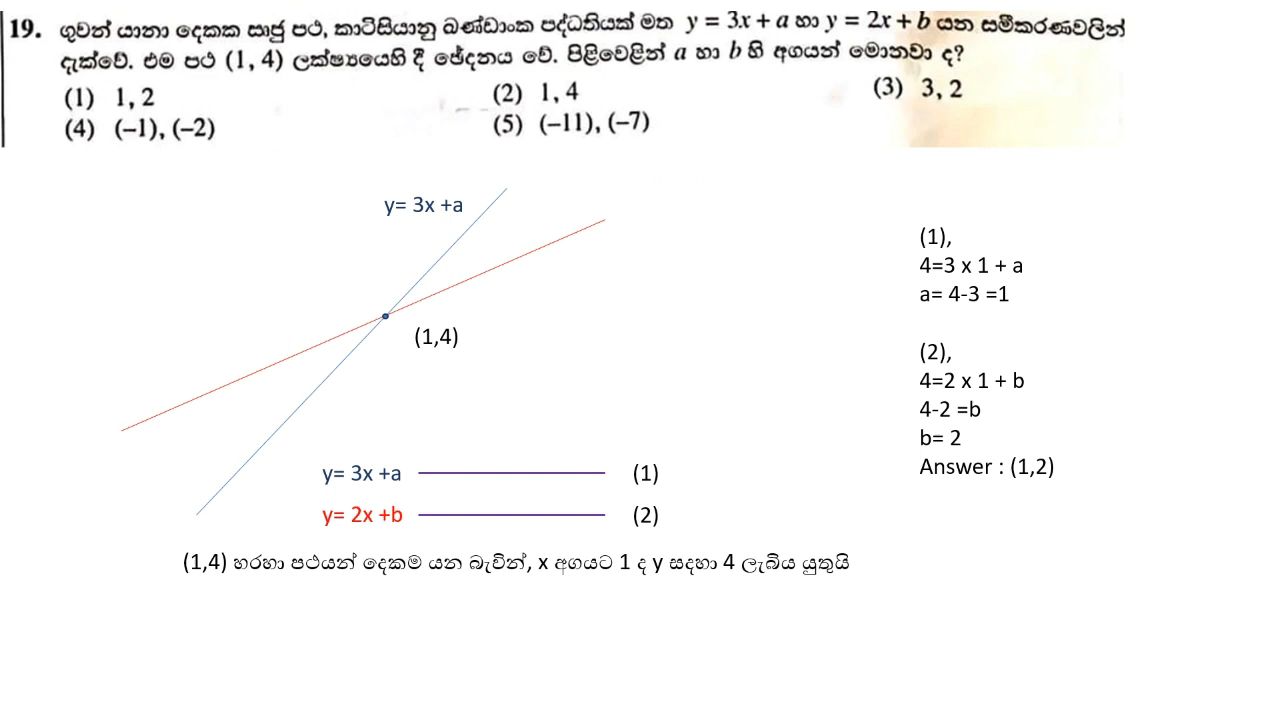 19. ගුවන් යානා දෙකක සෘජු පථ, කාටිසියානු ඛණ්ඩාංක පද්ධතියක් මත y = 3x + a හා y = 2x + b යන සමීකරණවලින්
දැක්වේ. එම පථ (1, 4) ලක්ෂ්‍යයෙහි දී ඡේදනය වේ. පිළිවෙළින් a හා b හි අගයන් මොනවා ද?
(1) 1, 2 (2) 1, 4 (3) 3, 2
(4) (–1), (–2) (5) (–11), (–7)
y= 3x +a
(1,4)
y= 3x +a (1)
y= 2x +b (2)
(1,4) හරහා පථයන් දෙකම යන බැවින්, x අගයට 1 ද y සඳහා 4 ලැබිය යුතුයි
(1),
4=3 x 1 + a
a= 4-3 =1
(2),
4=2 x 1 + b
4-2 =b
b= 2
Answer : (1,2)